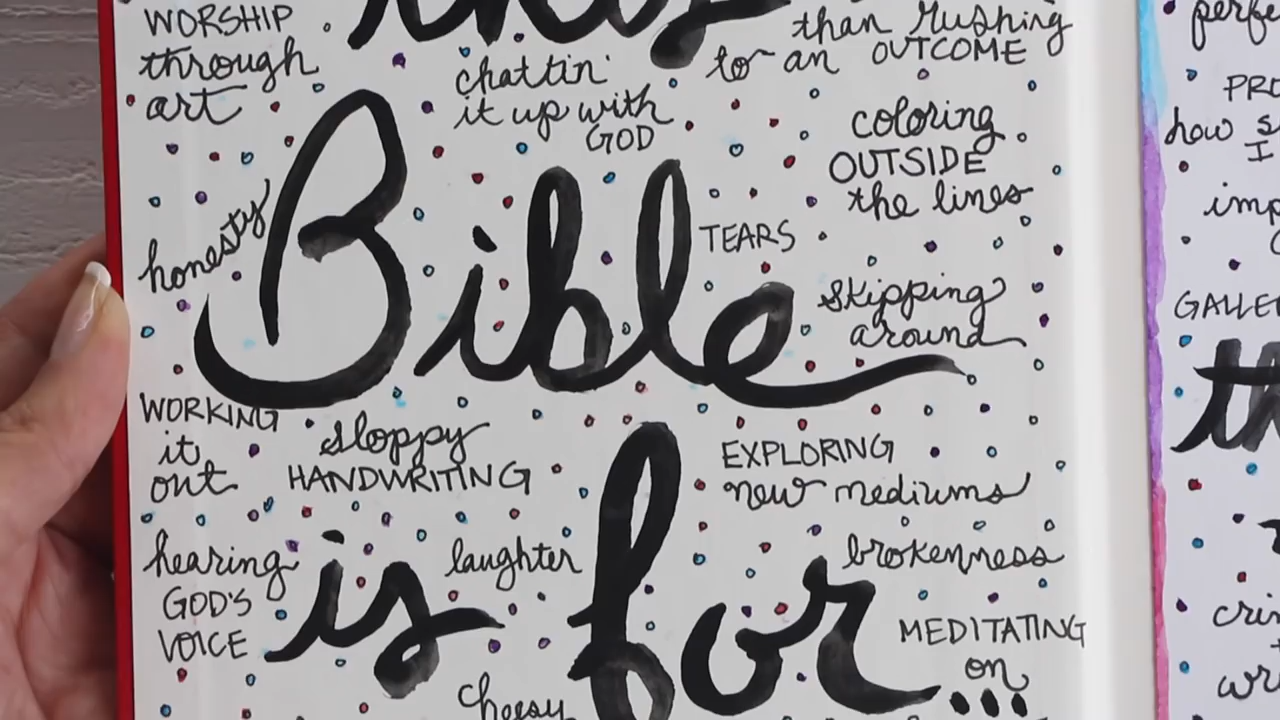 WORSHIP
through
art
this
chattin'
it up with
GOD
than rushing
to an OUTCOME
coloring
OUTSIDE
the lines
honesty
Bible
TEARS
skipping
around
WORKING
it
out
sloppy
HANDWRITING
EXPLORING
new mediums
hearing
GOD'S
VOICE
is for...
laughter
brokenness
MEDITATING
on
cheesy
how
I